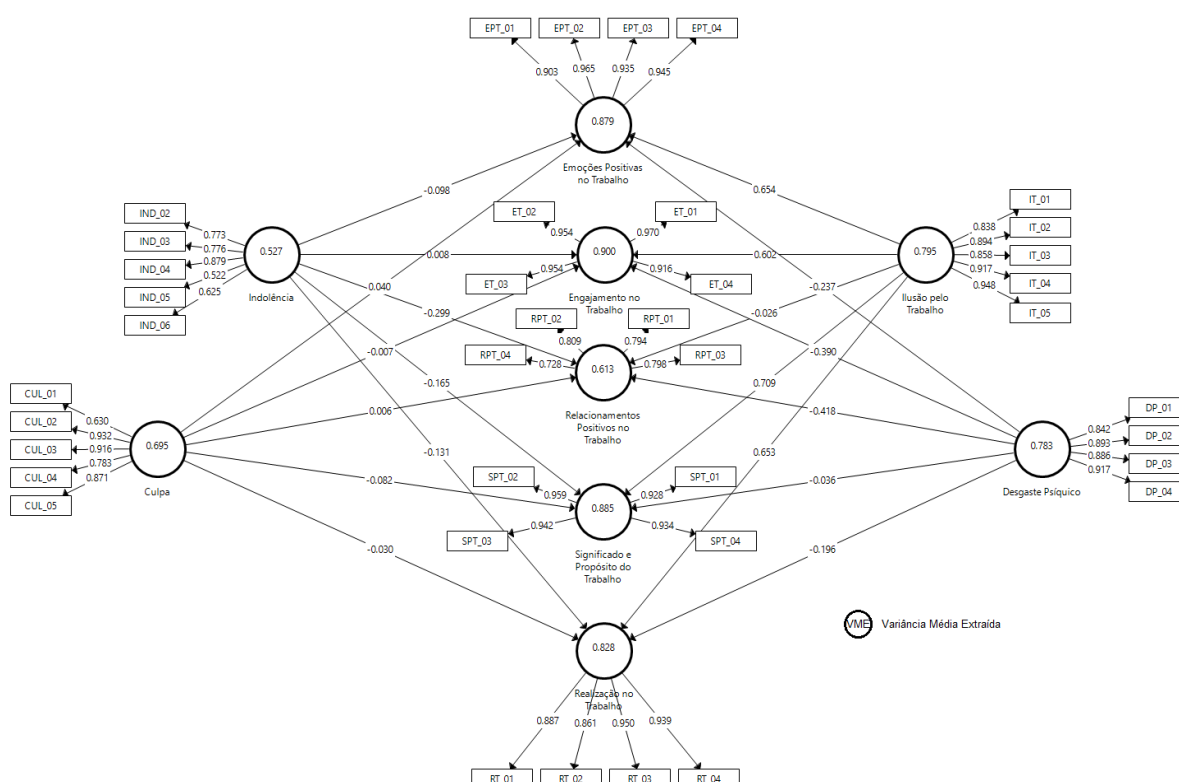 EPT_01 EPT_02 EPT_03 EPT_04
0.903 0.965 0.935 0.945
0.879
Emoções Positivas
no Trabalho
-0.098
0.654
IND_02
IND_03
IND_04
IND_05
IND_06
0.773
0.776
0.879
0.522
0.625
0.527
Indolência
ET_02 ET_01
0.954 0.970
0.900
0.954 0.916
ET_03 ET_04
Engajamento no
Trabalho
0.008
0.602
IT_01
IT_02
IT_03
IT_04
IT_05
0.838
0.894
0.858
0.917
0.948
0.795
Ilusão pelo
Trabalho
0.040
-0.237
-0.299
-0.026
RPT_02 RPT_01
0.809 0.794
RPT_04 RPT_03
0.728 0.798
0.613
Relacionamentos
Positivos no
Trabalho
-0.007
-0.390
-0.165
0.709
0.006
-0.418
CUL_01
CUL_02
CUL_03
CUL_04
CUL_05
0.630
0.932
0.916
0.783
0.871
0.695
Culpa
-0.131
0.653
DP_01
DP_02
DP_03
DP_04
0.842
0.893
0.886
0.917
0.783
Desgaste Psíquico
SPT_02 SPT_01
0.959 0.928
-0.082
-0.036
0.885
0.942 0.934
SPT_03 SPT_04
Significado e
Propósito do
Trabalho
-0.030
-0.196
VME Variância Média Extraída
0.828
Realização no
Trabalho
0.887 0.861 0.950 0.939
RT_01 RT_02 RT_03 RT_04